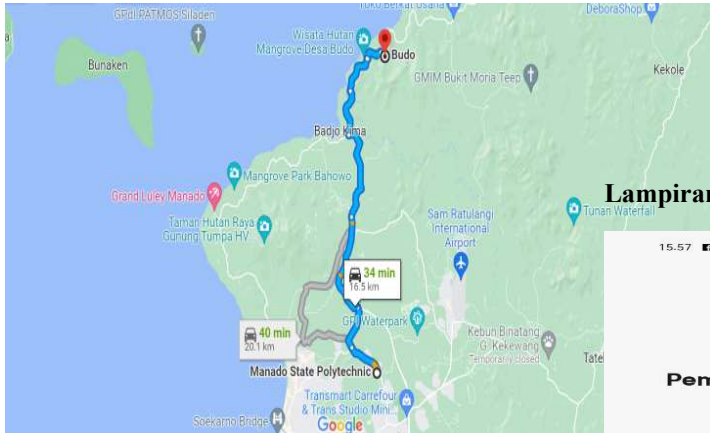 GPdI PATMOS Siladen
Toko Berkat Usaha
DeboraShop
Wisata Hutan
Mangrove Desa Budo
Budo
Bunaken
GMIM Bukit Moria Teep
Kekole
Badjo Kima
Mangrove Park Bahowo
Grand Luley Manado
Lampiran
Taman Hutan Raya
Gunung Tumpa HV
Sam Ratulangi
International
Airport
Tunan Waterfall
15.57
34 min
16.5 km
GPI Waterpark
40 min
20.1 km
Kebun Binatang
G. Kekewang
Temporarily closed
Tatel
Manado State Polytechnic
Pem
Transmart Carrefour
& Trans Studio Mini...
Soekarno Bridge
Google